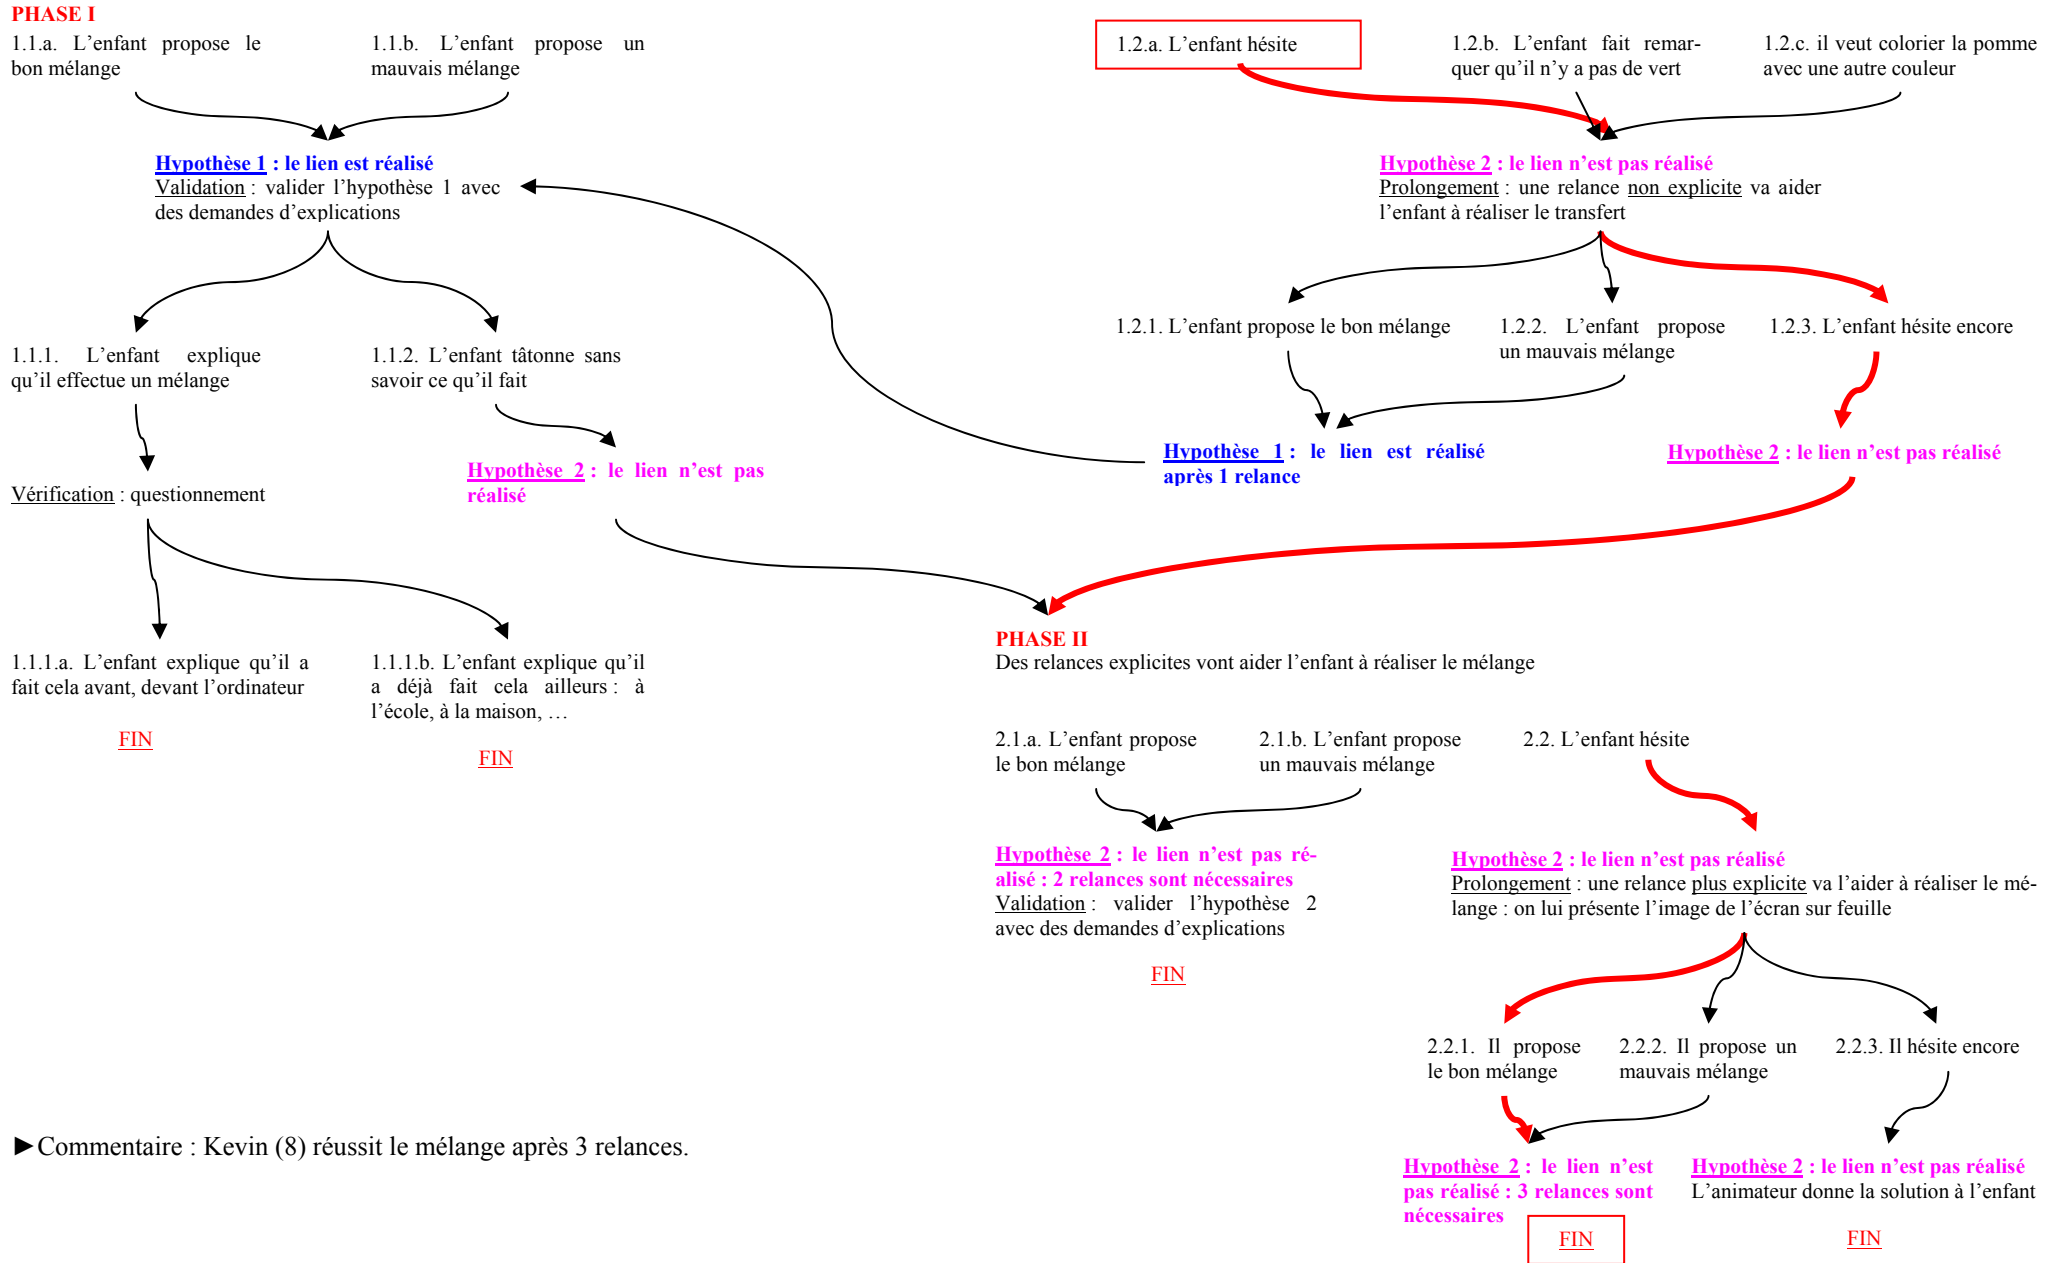 PHASE I
1.1.a. L’enfant propose le
bon mélange
1.1.b. L’enfant propose un
mauvais mélange
1.2.a. L’enfant hésite
1.2.b. L’enfant fait remar-
quer qu’il n’y a pas de vert
1.2.c. il veut colorier la pomme
avec une autre couleur
Hypothèse 1 : le lien est réalisé
Validation : valider l’hypothèse 1 avec
des demandes d’explications
Hypothèse 2 : le lien n’est pas réalisé
Prolongement : une relance non explicite va aider
l’enfant à réaliser le transfert
1.1.1. L’enfant explique
qu’il effectue un mélange
1.1.2. L’enfant tâtonne sans
savoir ce qu’il fait
1.2.1. L’enfant propose le bon mélange
1.2.2. L’enfant propose
un mauvais mélange
1.2.3. L’enfant hésite encore
Vérification : questionnement
Hypothèse 2 : le lien n’est pas
réalisé
Hypothèse 1 : le lien est réalisé
après 1 relance
Hypothèse 2 : le lien n’est pas réalisé
1.1.1.a. L’enfant explique qu’il a
fait cela avant, devant l’ordinateur
FIN
1.1.1.b. L’enfant explique qu’il
a déjà fait cela ailleurs : à
l’école, à la maison, …
FIN
PHASE II
Des relances explicites vont aider l’enfant à réaliser le mélange
2.1.a. L’enfant propose
le bon mélange
2.1.b. L’enfant propose
un mauvais mélange
2.2. L’enfant hésite
Hypothèse 2 : le lien n’est pas ré-
alisé : 2 relances sont nécessaires
Validation : valider l’hypothèse 2
avec des demandes d’explications
FIN
Hypothèse 2 : le lien n’est pas réalisé
Prolongement : une relance plus explicite va l’aider à réaliser le mé-
lange : on lui présente l’image de l’écran sur feuille
2.2.1. Il propose
le bon mélange
2.2.2. Il propose un
mauvais mélange
2.2.3. Il hésite encore
►Commentaire : Kevin (8) réussit le mélange après 3 relances.
Hypothèse 2 : le lien n’est
pas réalisé : 3 relances sont
nécessaires
FIN
Hypothèse 2 : le lien n’est pas réalisé
L’animateur donne la solution à l’enfant
FIN